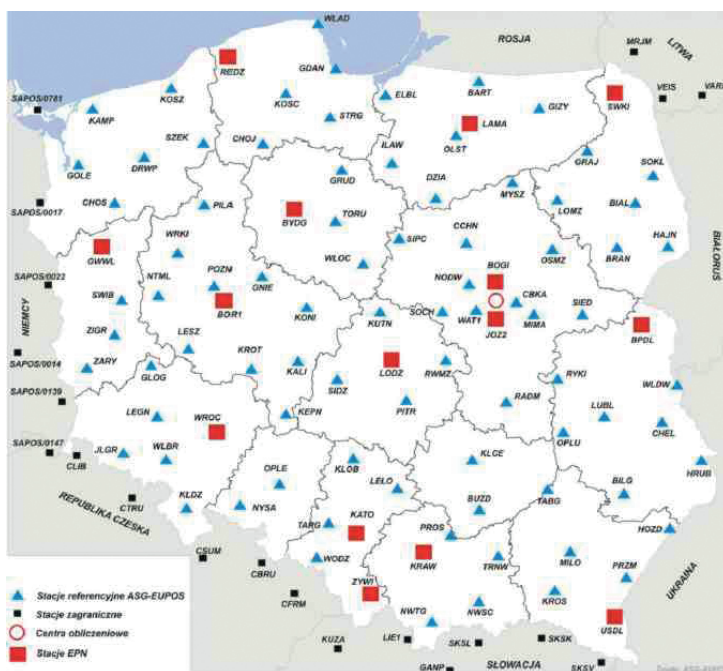 WŁAD
ROSJA
LITWA
MRJM
REDZ
GDAN
SAPOS/0781
KAMP
KOSZ
KOSC
ELBL
BART
GIZY
SWKI
VEIS
VARE
STRG
LAMA
SZEK
CHOJ
ILAW
OLST
GRAJ
SOKL
GOLE
DRWP
GRUD
DZIA
MYSZ
LOMZ
BIAL
SAPOS/0017
CHOS
PILA
BYDG
TORU
SIPC
CCHN
BRAN
HAJN
BIAŁORUŚ
GWWL
WRKI
WLOC
BOGI
OSMZ
SAPOS/0022
NTML
POZN
GNIE
NODW
SWIB
BOR1
KONI
KUTN
SOCH
WAT1
CBKA
MIMA
SIED
NIEMCY
ZIGR
LESZ
JOZ2
BPDL
SAPOS/0014
ZARY
GLOG
KROT
KALI
LODZ
RWMZ
RYKI
SAPOS/0139
SIDZ
PITR
RADM
WLDW
LEGN
WROC
KEPN
LUBL
CHEL
SAPOS/0147
CLIB
JLGR
WLBR
OPLU
REPUBLIKA CZESKA
CTRU
KLDZ
OPLE
NYSA
KLOB
LELO
KLCE
BUZD
TABG
BILG
HRUB
TARG
KATO
PROS
HOZD
CSUM
CBRU
WODZ
KRAW
TRNW
MILO
PRZM
UKRAINA
CFRM
ZYWI
NWTG
NWSC
KROS
USDL
KUZA
LIE1
SKSL
SKSK
GANP
SŁOWACJA
SKSV
Stacje referencyjne ASG-EUPOS
Stacje zagraniczne
Centra obliczeniowe
Stacje EPN